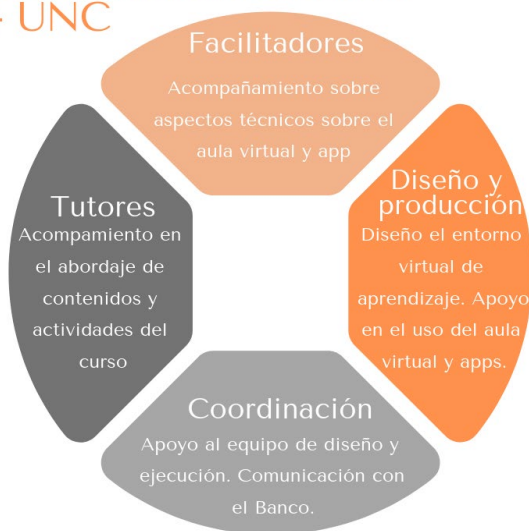 - UNC
Facilitadores
Acompañamiento sobre
aspectos técnicos sobre el
aula virtual y app
Diseño y
producción
Diseño el entorno
virtual de
aprendizaje. Apoyo
en el uso del aula
virtual y apps.
Tutores
Acompamiento en
el abordaje de
contenidos y
actividades del
curso
Coordinación
Apoyo al equipo de diseño y
ejecución. Comunicación con
el Banco.